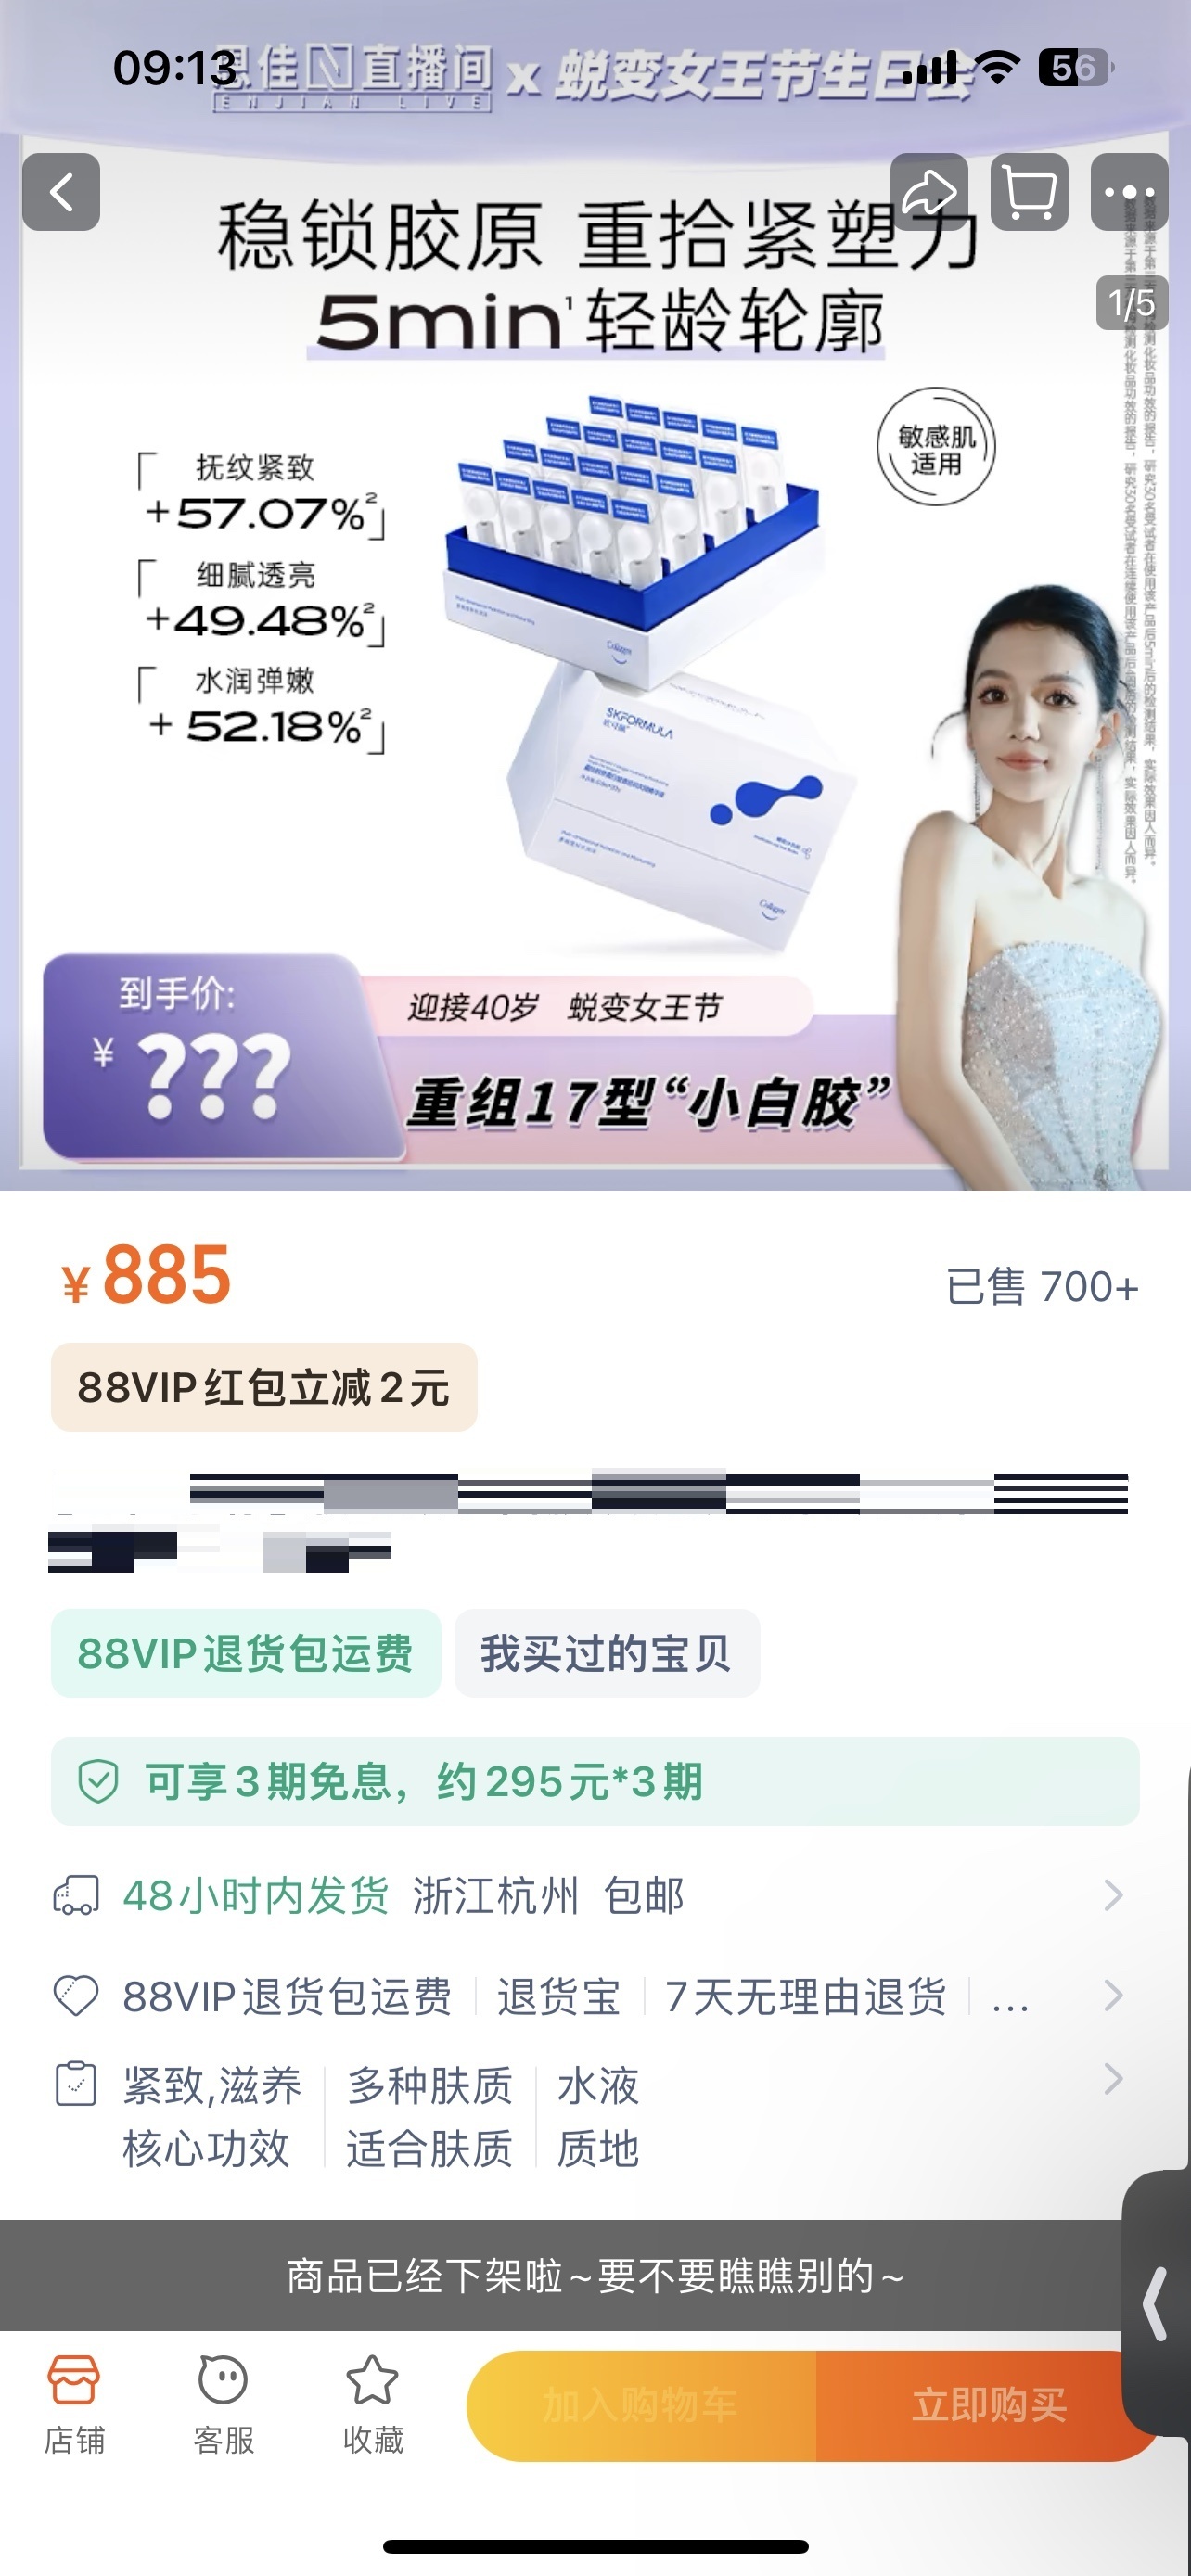 09:13
56
佳N直播间 x 蜕变女王节生日会
ENJIAN LIVE
稳锁胶原 重拾紧塑力
5min¹轻龄轮廓
1/5
敏感肌
适用
抚纹紧致
+57.07%²
细腻透亮
+49.48%²
水润弹嫩
+ 52.18%²
Collagen
SKFORMULA
Collagen
到手价:
¥ ???
迎接40岁 蜕变女王节
重组17型“小白胶”
¥885
已售 700+
88VIP红包立减2元
88VIP退货包运费
我买过的宝贝
可享3期免息，约295元*3期
48小时内发货 浙江杭州 包邮
88VIP退货包运费 退货宝 7天无理由退货 ...
紧致,滋养 多种肤质 水液
核心功效 适合肤质 质地
商品已经下架啦~要不要瞧瞧别的~
店铺
客服
收藏
加入购物车
立即购买